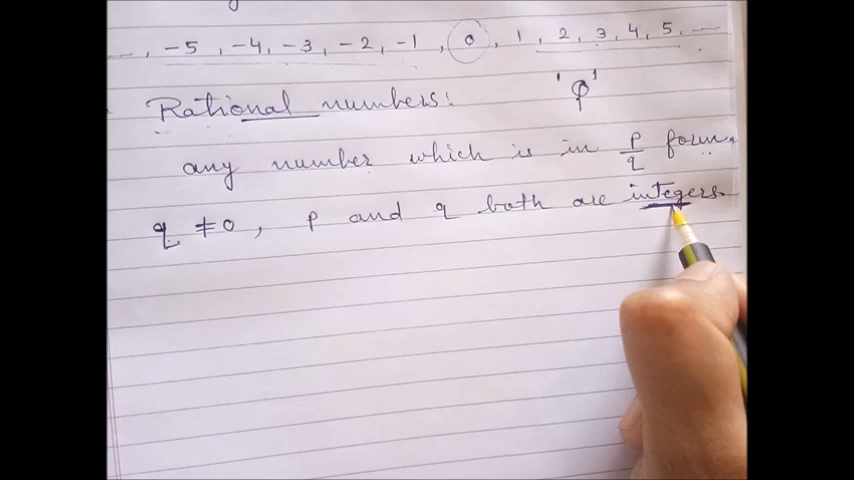 ..., -5, -4, -3, -2, -1, 0, 1, 2, 3, 4, 5. ...
Rational numbers: 'φ'
any number which is in p/q form,
q ≠ 0, p and q both are integers.